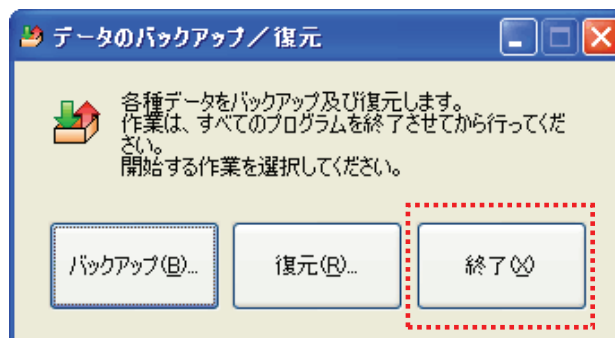 データのバックアップ／復元
各種データをバックアップ及び復元します。
作業は、すべてのプログラムを終了させてから行ってくだ
さい。
開始する作業を選択してください。
バックアップ(B)... 復元(R)... 終了(X)